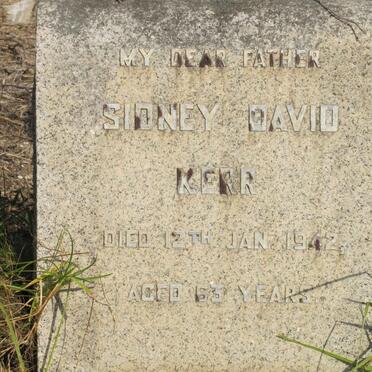 MY DEAR FATHER
SIDNEY DAVID
KERR
DIED 12TH JAN. 1942,
AGED 63 YEARS.